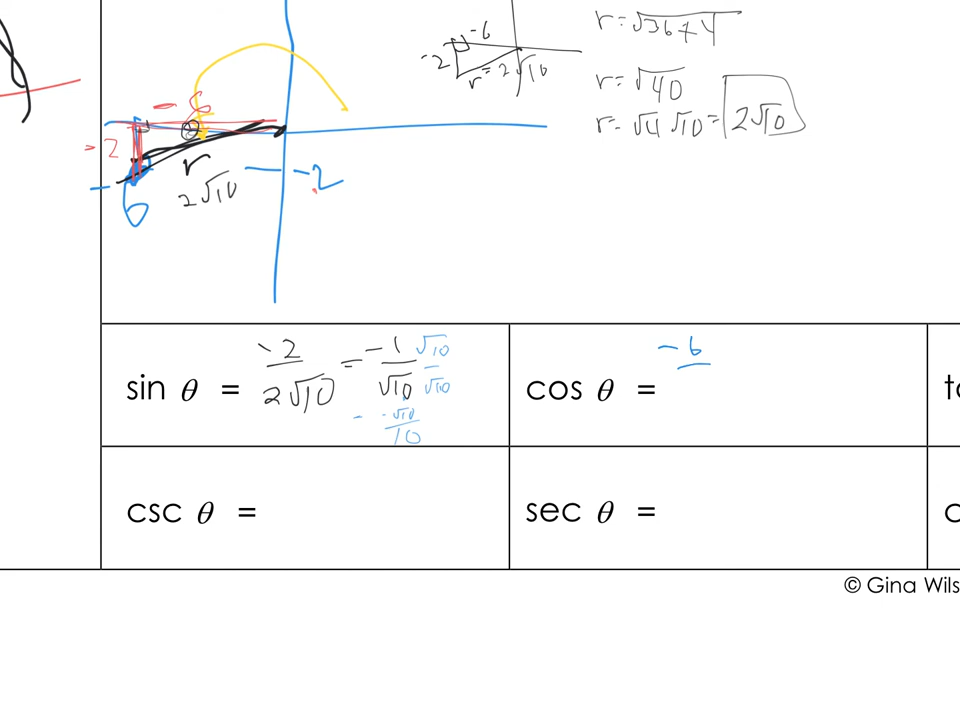 r = √36+4
-6
-2
r = 2√10
r = √40
r = √4 √10 = 2√10
-2
r
2√10
-2
6
sin θ = -2/2√10 = -1/√10 √10/√10
= -√10/10
cos θ = -6
csc θ =
sec θ =
© Gina Wils